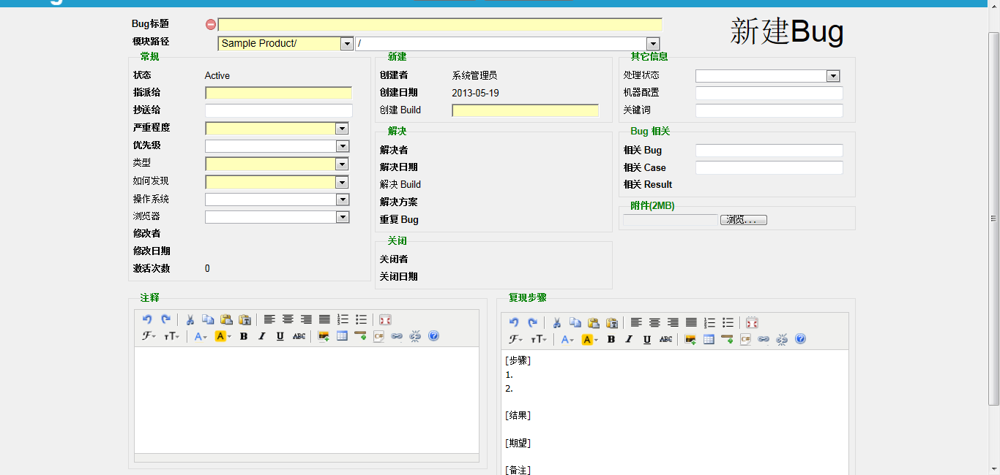 Bug标题
新建Bug
模块路径
Sample Product/
/
常规
状态
Active
指派给
抄送给
严重程度
优先级
类型
如何发现
操作系统
浏览器
修改者
修改日期
激活次数
0
新建
创建者
系统管理员
创建日期
2013-05-19
创建 Build
解决
解决者
解决日期
解决 Build
解决方案
重复 Bug
关闭
关闭者
关闭日期
其它信息
处理状态
机器配置
关键词
Bug 相关
相关 Bug
相关 Case
相关 Result
附件(2MB)
浏览...
注释
复现步骤
[步骤]
1.
2.
[结果]
[期望]
[备注]